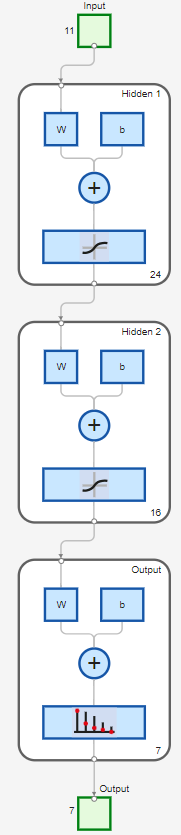 Input
11
Hidden 1
W
b
+
24
Hidden 2
W
b
+
16
Output
W
b
+
7
Output
7